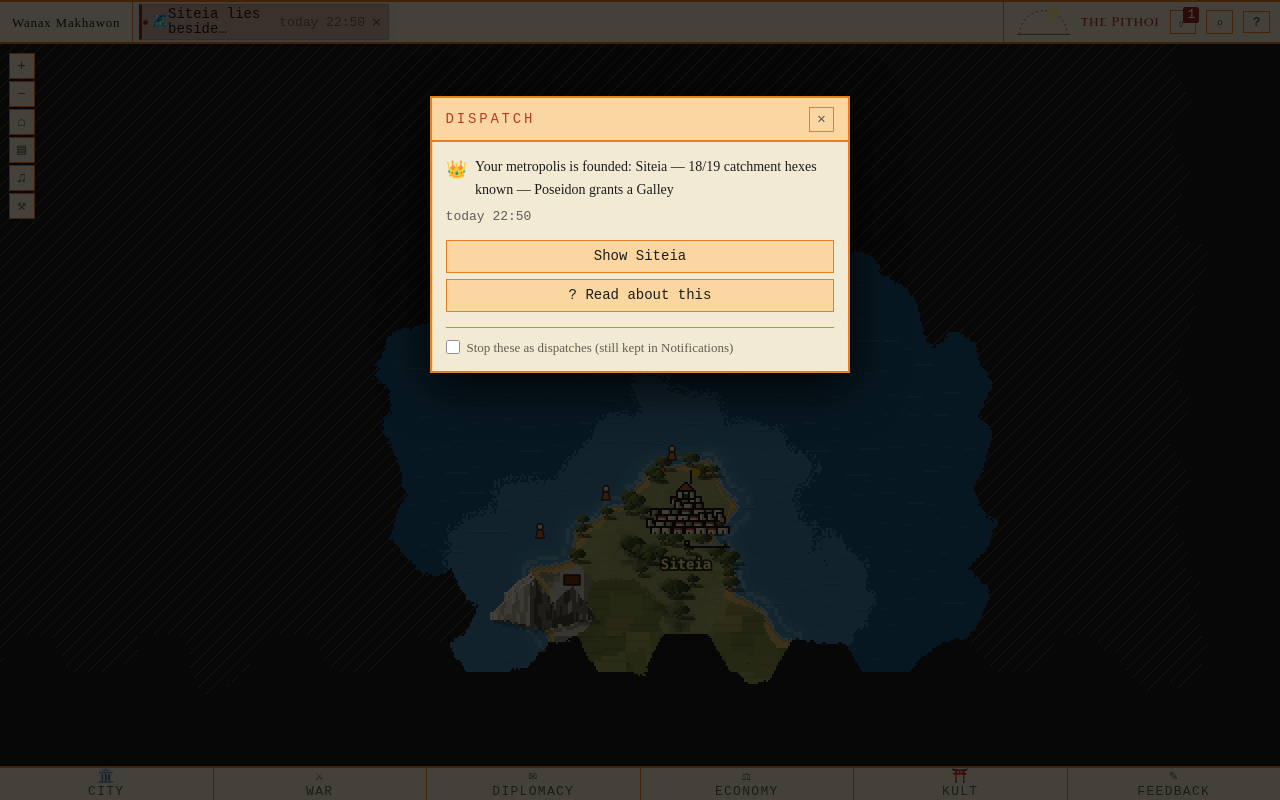 Wanax Makhawon
Siteia lies beside…
today 22:50 ✕
THE PITHOI
1
?
+
−
DISPATCH
×
Your metropolis is founded: Siteia — 18/19 catchment hexes
known — Poseidon grants a Galley
today 22:50
Show Siteia
? Read about this
Stop these as dispatches (still kept in Notifications)
Siteia
CITY
WAR
DIPLOMACY
ECONOMY
KULT
FEEDBACK